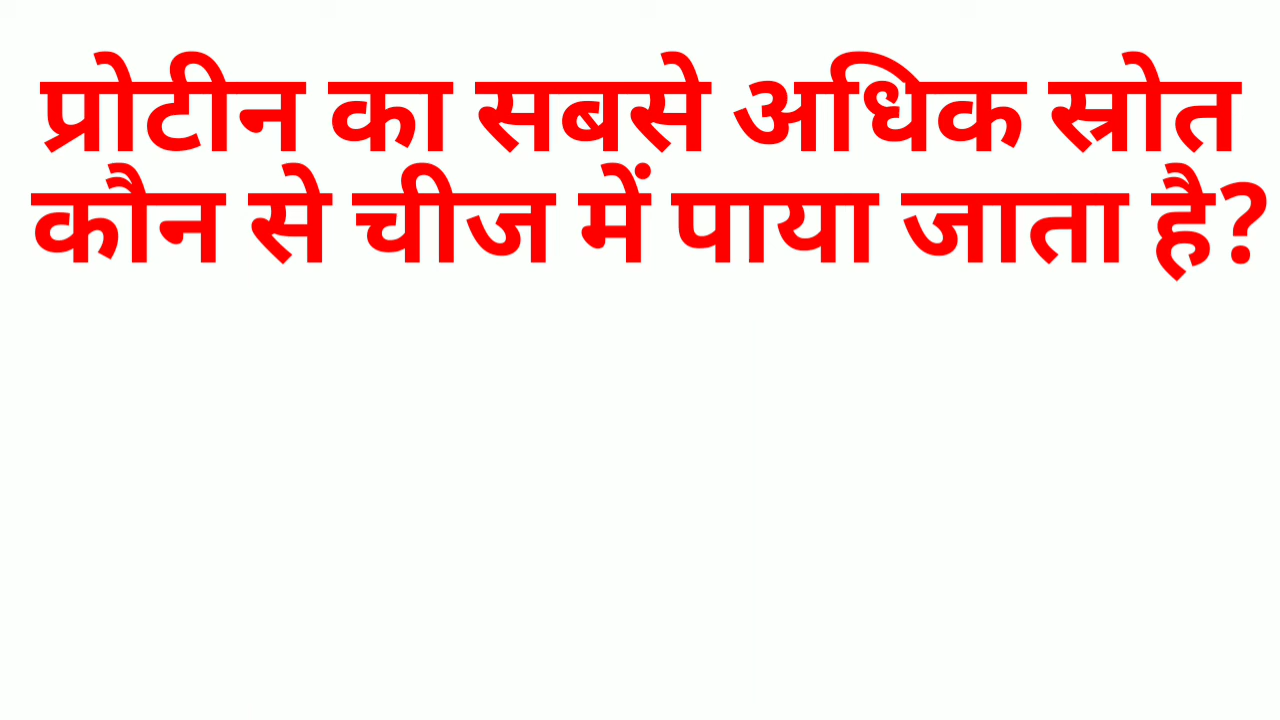 प्रोटीन का सबसे अधिक स्रोत
कौन से चीज में पाया जाता है?